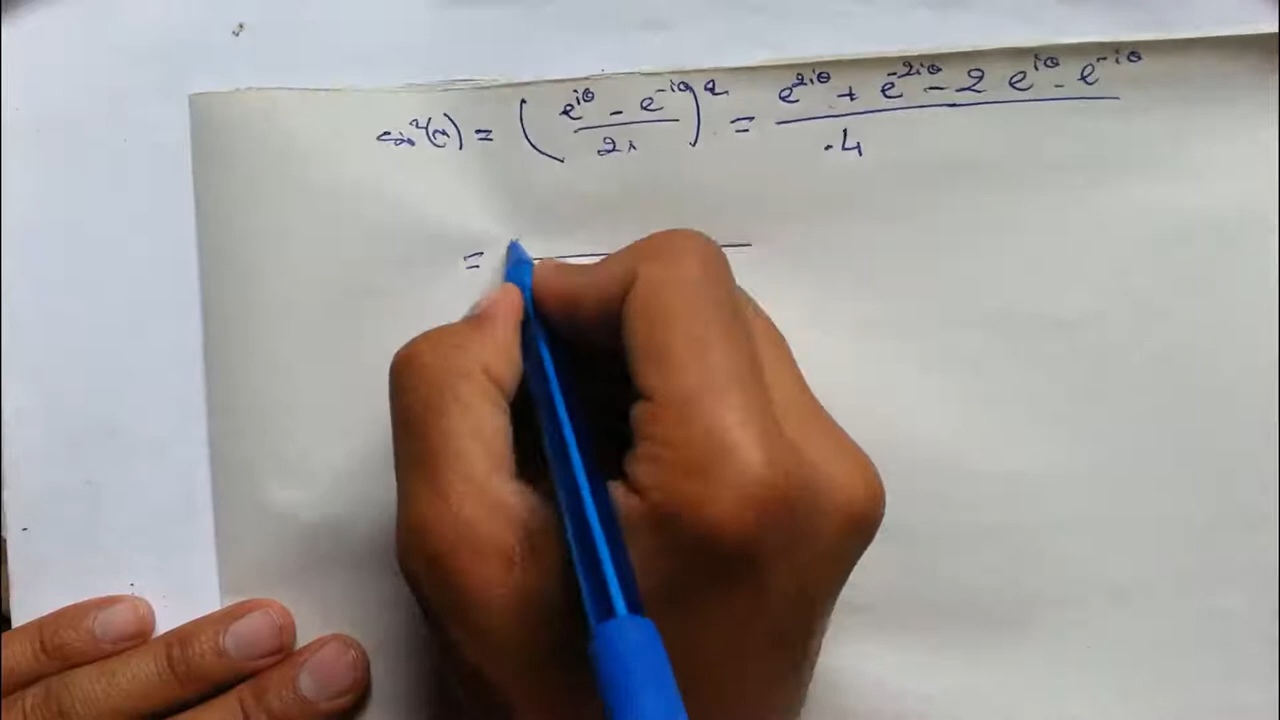 sin²(x) = ( (e^{iθ} - e^{-iθ}) / 2i )² = (e^{2iθ} + e^{-2iθ} - 2 e^{iθ} - e^{-iθ}) / -4
=